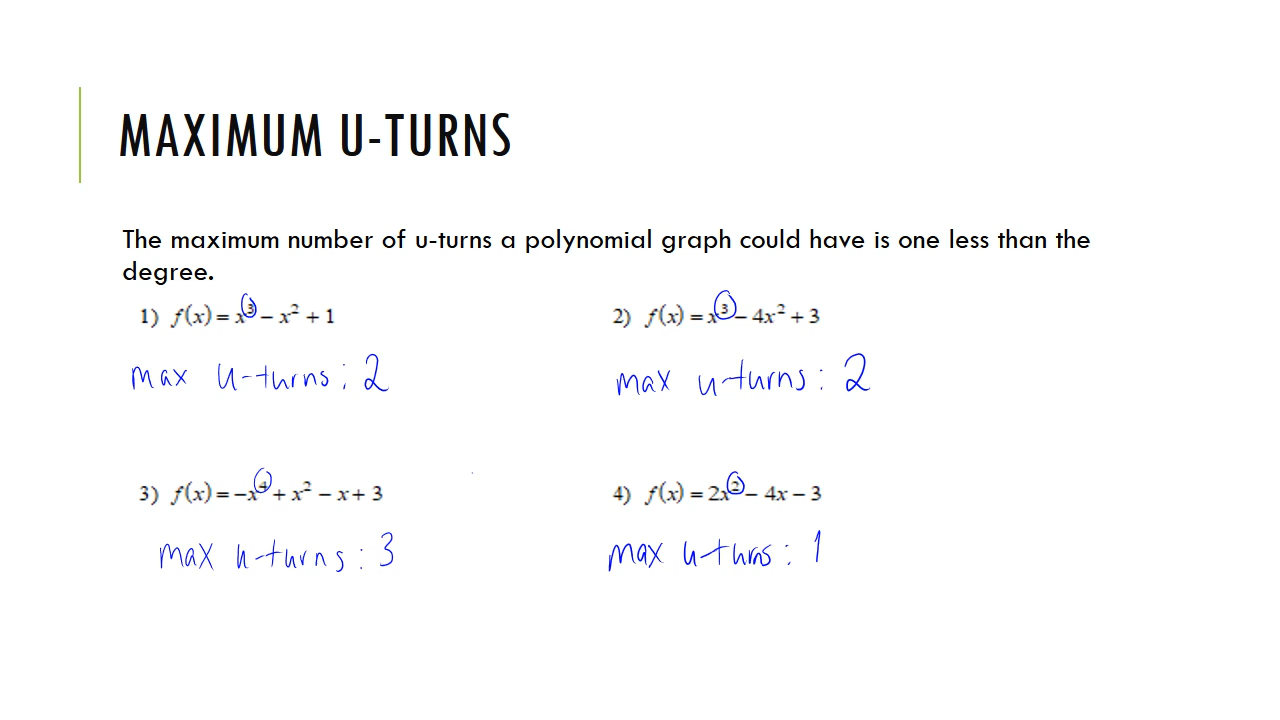 MAXIMUM U-TURNS
The maximum number of u-turns a polynomial graph could have is one less than the
degree.
1) f(x) = x³ – x² + 1
2) f(x) = x³ – 4x² + 3
max u-turns: 2
max u-turns: 2
3) f(x) = –x⁴ + x² – x + 3
4) f(x) = 2x² – 4x – 3
max u-turns: 3
max u-turns: 1